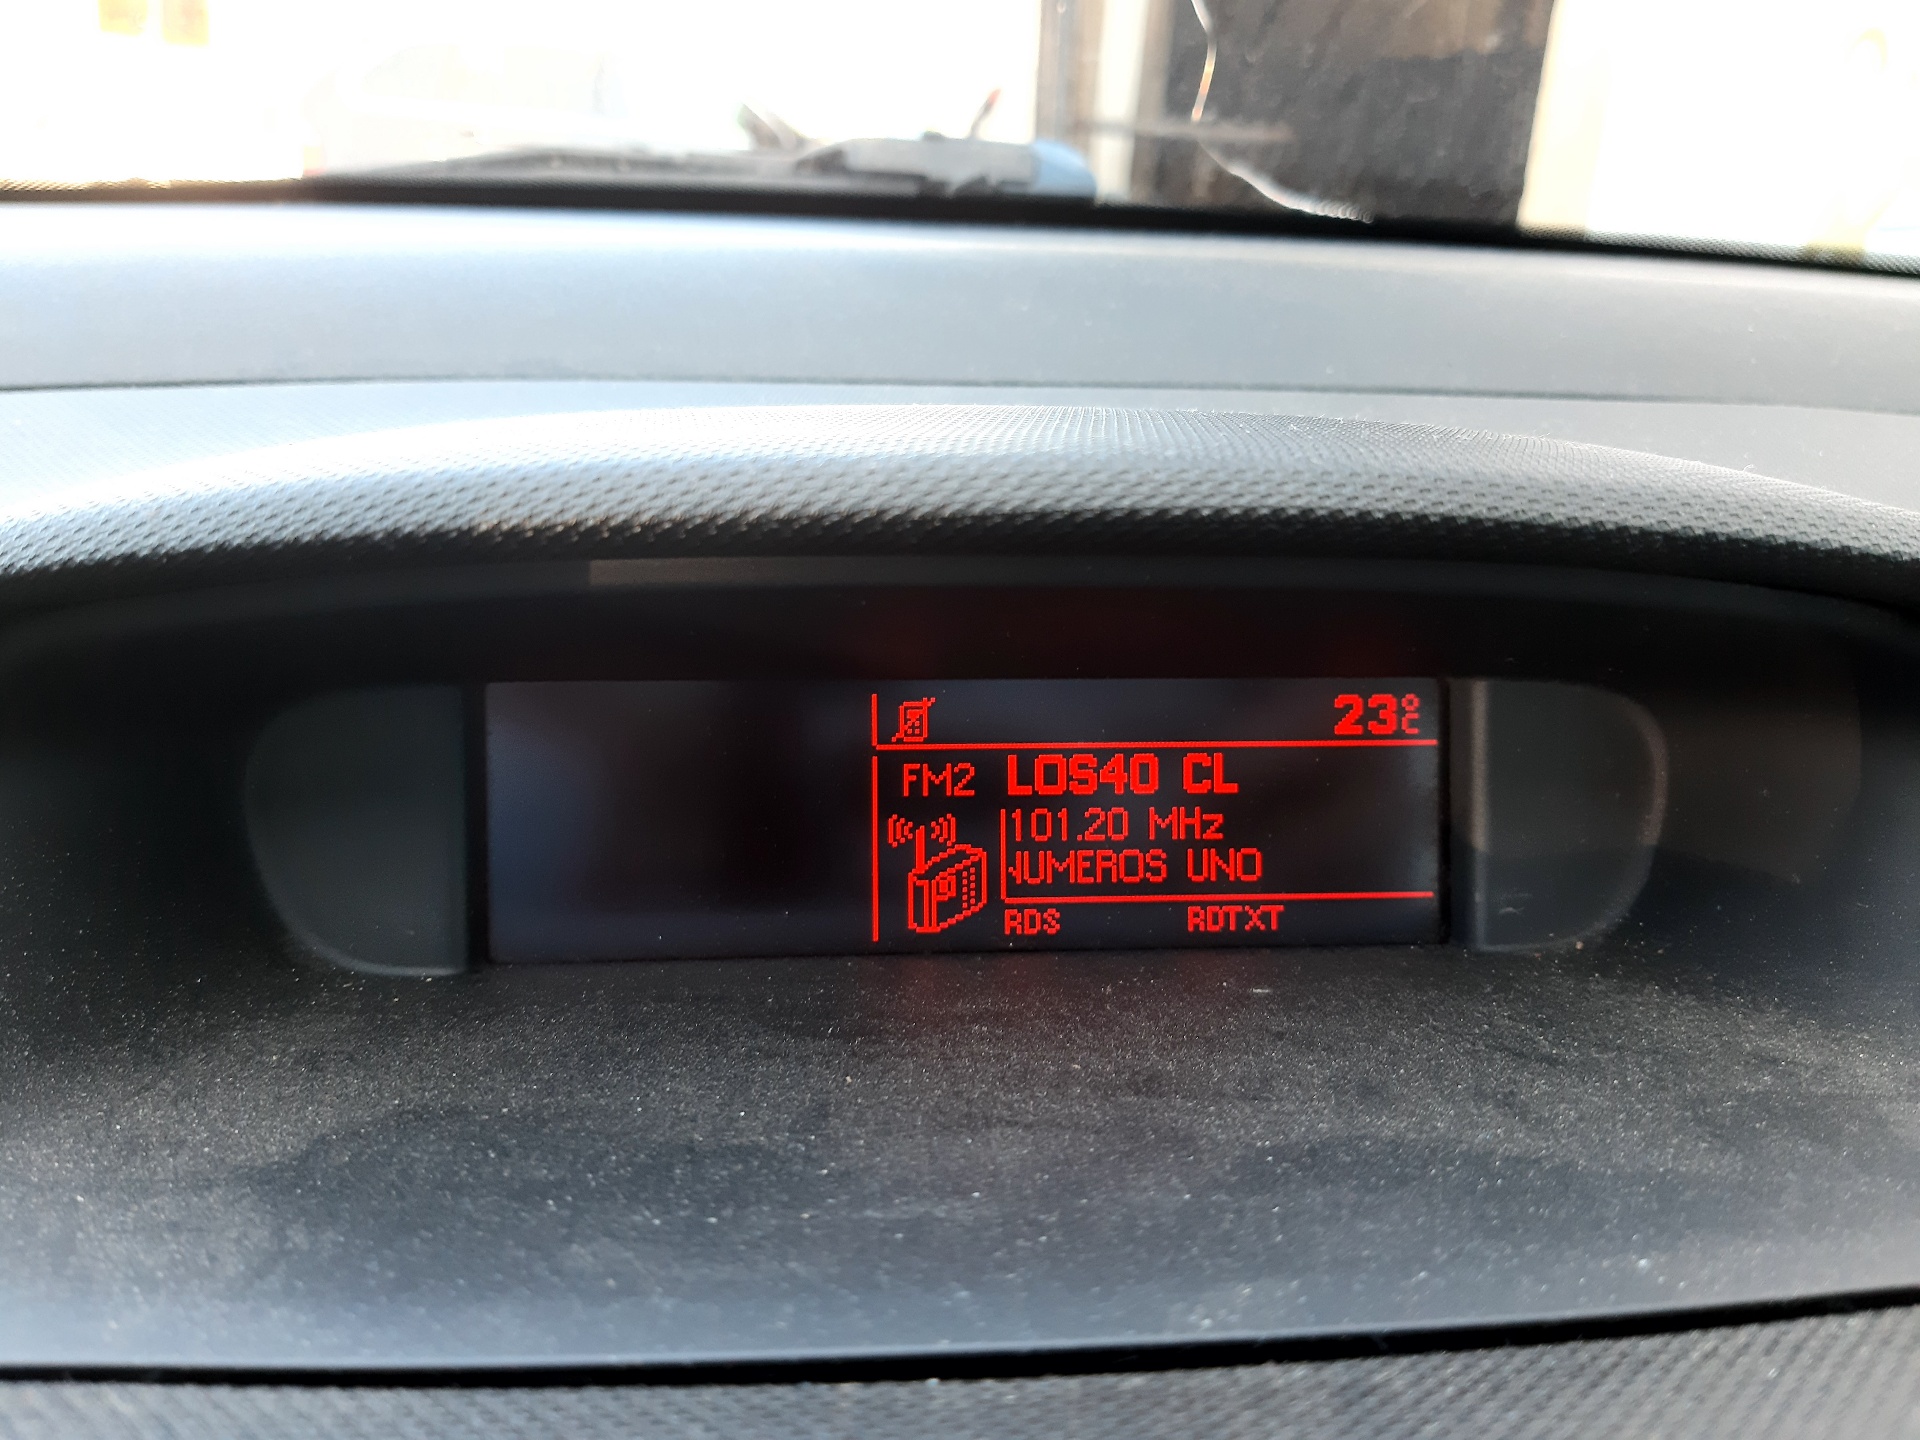 23°C
FM2 LOS40 CL
101.20 MHz
NUMEROS UNO
RDS RDTXT